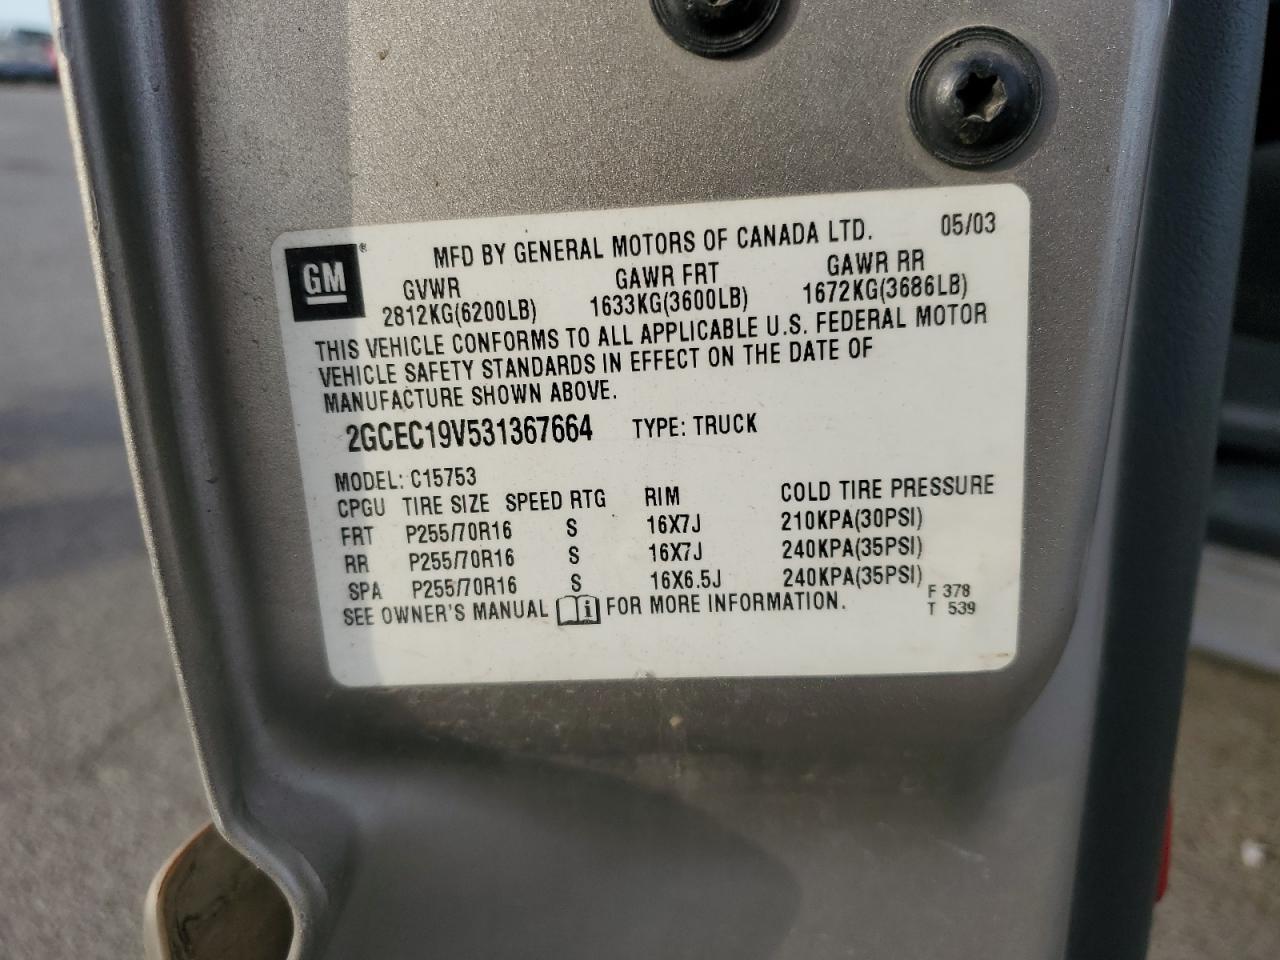 GM ® MFD BY GENERAL MOTORS OF CANADA LTD. 05/03
GVWR GAWR FRT GAWR RR
2812KG(6200LB) 1633KG(3600LB) 1672KG(3686LB)
THIS VEHICLE CONFORMS TO ALL APPLICABLE U.S. FEDERAL MOTOR
VEHICLE SAFETY STANDARDS IN EFFECT ON THE DATE OF
MANUFACTURE SHOWN ABOVE.
2GCEC19V531367664 TYPE: TRUCK
MODEL: C15753
CPGU TIRE SIZE SPEED RTG RIM COLD TIRE PRESSURE
FRT P255/70R16 S 16X7J 210KPA(30PSI)
RR P255/70R16 S 16X7J 240KPA(35PSI)
SPA P255/70R16 S 16X6.5J 240KPA(35PSI)
SEE OWNER'S MANUAL i FOR MORE INFORMATION.
F 378
T 539